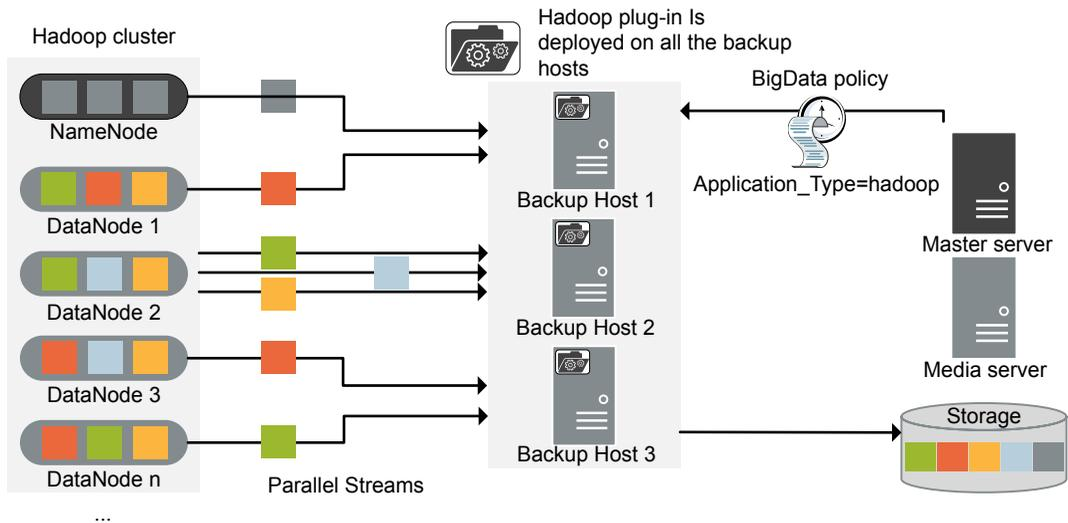 Hadoop cluster
Hadoop plug-in Is
deployed on all the backup
hosts
BigData policy
NameNode
Application_Type=hadoop
Backup Host 1
DataNode 1
Master server
DataNode 2
Backup Host 2
Media server
DataNode 3
Storage
Backup Host 3
DataNode n
Parallel Streams
...